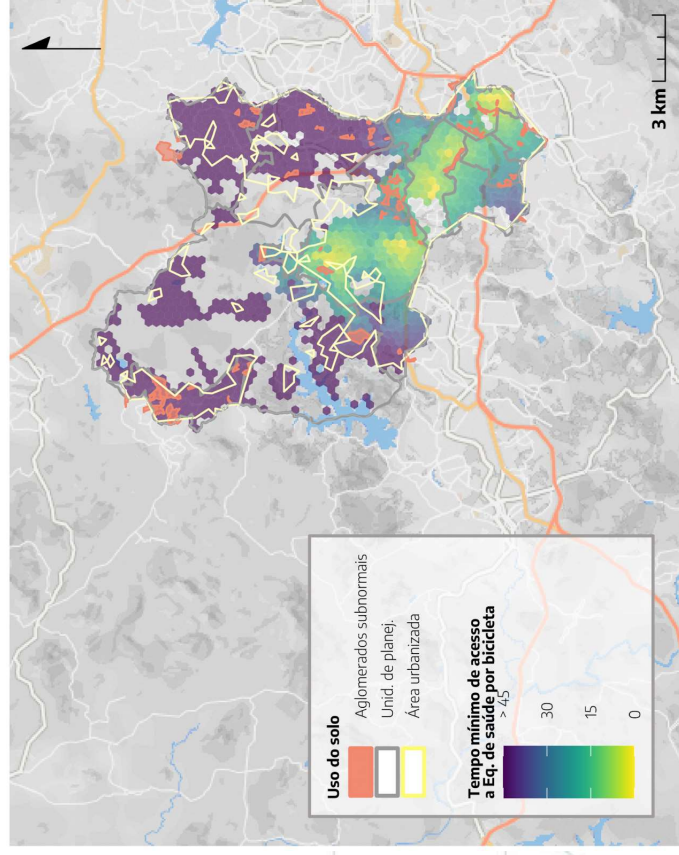 3 km
Uso do solo
Aglomerados subnormais
Unid. de planej.
Área urbanizada
Tempo mínimo de acesso
a Eq. de saúde por bicicleta
> 45
30
15
0